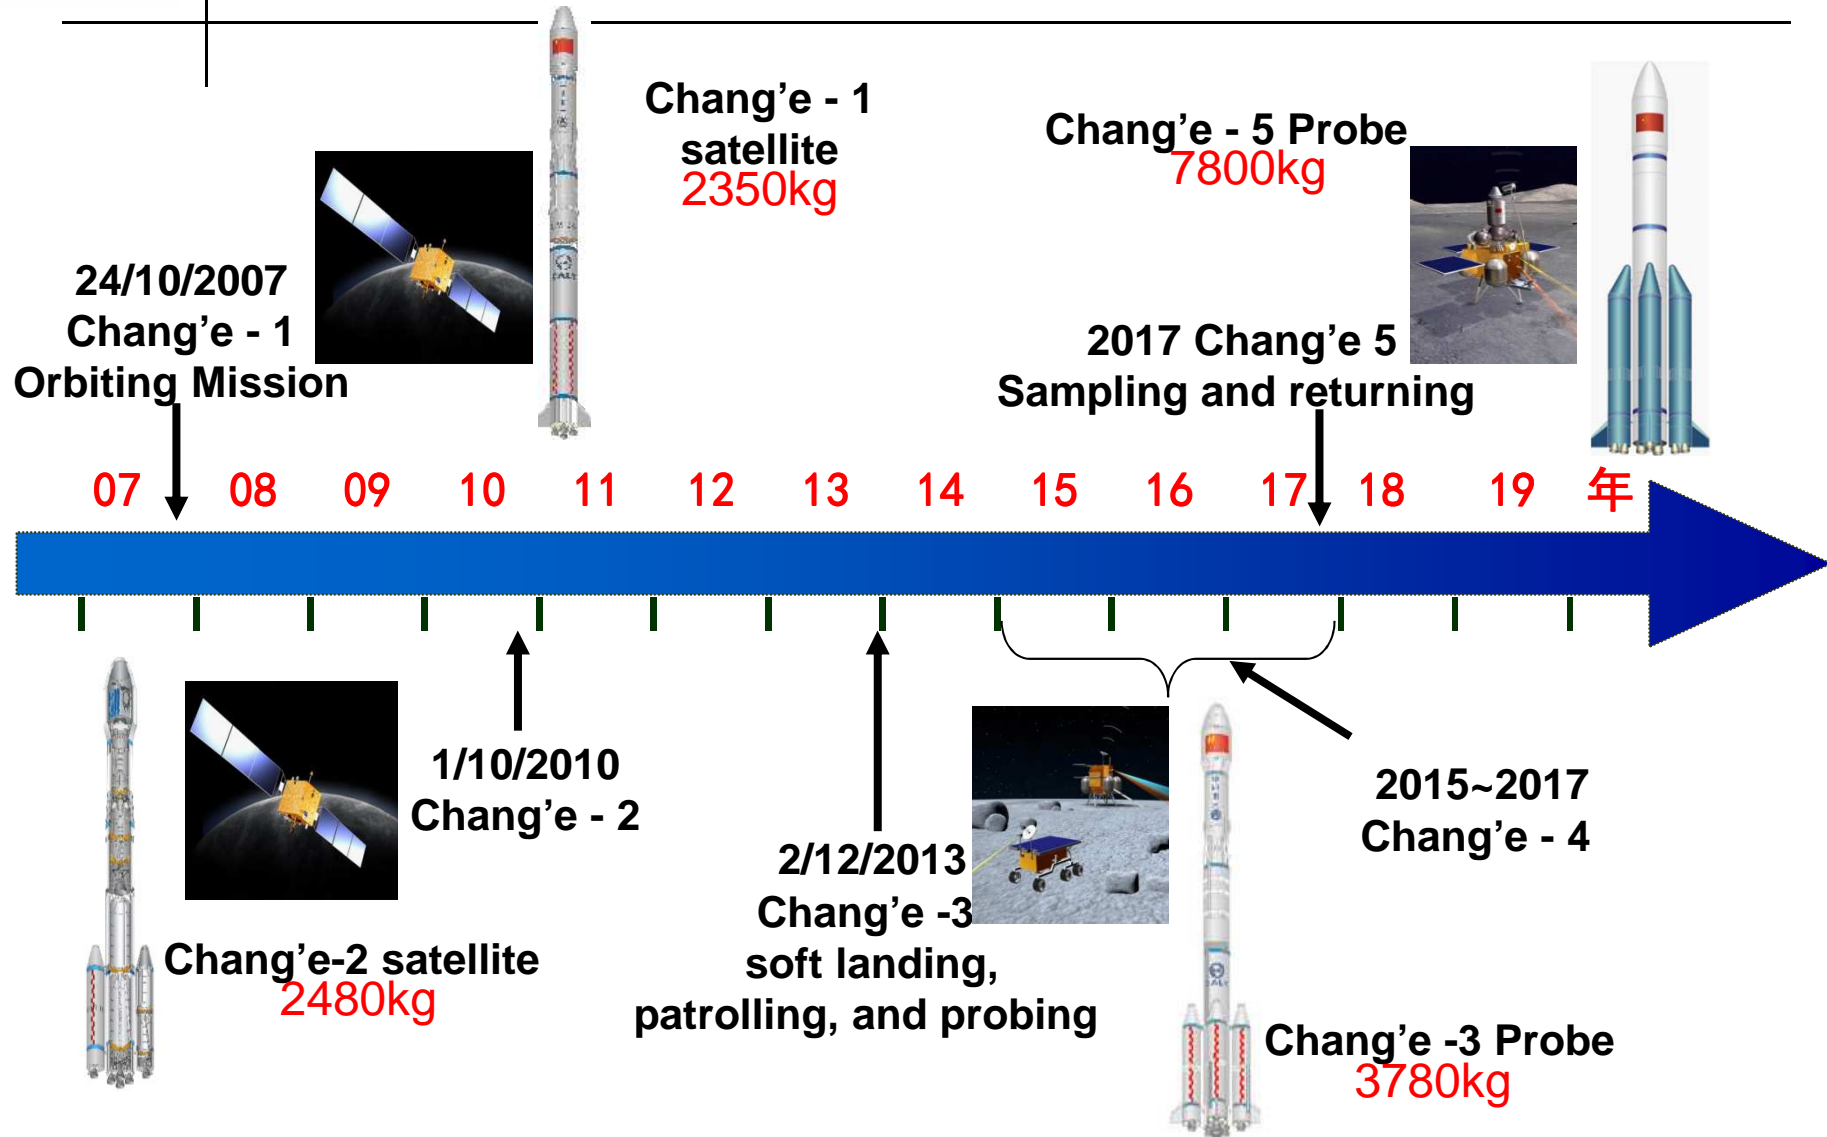 Chang’e - 1
satellite
2350kg
Chang’e - 5 Probe
7800kg
24/10/2007
Chang’e - 1
Orbiting Mission
2017 Chang’e 5
Sampling and returning
07 08 09 10 11 12 13 14 15 16 17 18 19 年
1/10/2010
Chang’e - 2
2/12/2013
Chang’e -3
soft landing,
patrolling, and probing
2015~2017
Chang’e - 4
Chang’e-2 satellite
2480kg
Chang’e -3 Probe
3780kg